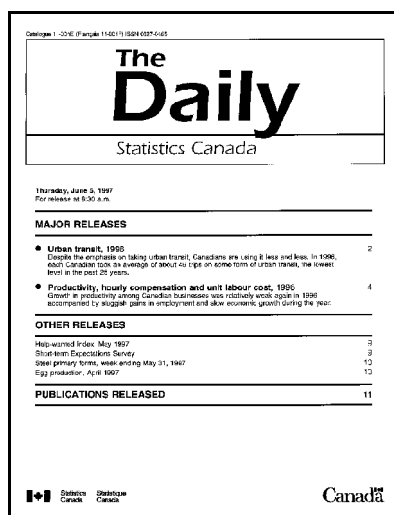 Catalogue 11-001E (Français 11-001F) ISSN 0827-0465
The
Daily
Statistics Canada
Thursday, June 5, 1997
For release at 8:30 a.m.
MAJOR RELEASES
● Urban transit, 1996 2
Despite the emphasis on taking urban transit, Canadians are using it less and less. In 1996,
each Canadian took an average of about 48 trips on some form of urban transit, the lowest
level in the past 25 years.
● Productivity, hourly compensation and unit labour cost, 1996 4
Growth in productivity among Canadian businesses was relatively weak again in 1996
accompanied by sluggish gains in employment and slow economic growth during the year.
OTHER RELEASES
Help-wanted Index, May 1997 9
Short-term Expectations Survey 9
Steel primary forms, week ending May 31, 1997 10
Egg production, April 1997 10
PUBLICATIONS RELEASED 11
Statistics Statistique
Canada Canada
Canada